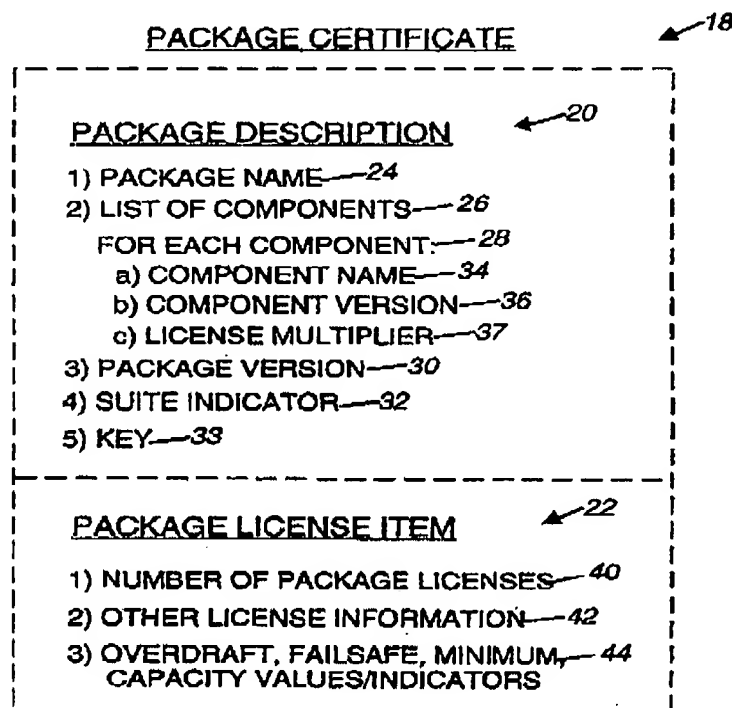 PACKAGE CERTIFICATE 18
PACKAGE DESCRIPTION 20
1) PACKAGE NAME 24
2) LIST OF COMPONENTS 26
FOR EACH COMPONENT: 28
a) COMPONENT NAME 34
b) COMPONENT VERSION 36
c) LICENSE MULTIPLIER 37
3) PACKAGE VERSION 30
4) SUITE INDICATOR 32
5) KEY 33
PACKAGE LICENSE ITEM 22
1) NUMBER OF PACKAGE LICENSES 40
2) OTHER LICENSE INFORMATION 42
3) OVERDRAFT, FAILSAFE, MINIMUM, 44
CAPACITY VALUES/INDICATORS